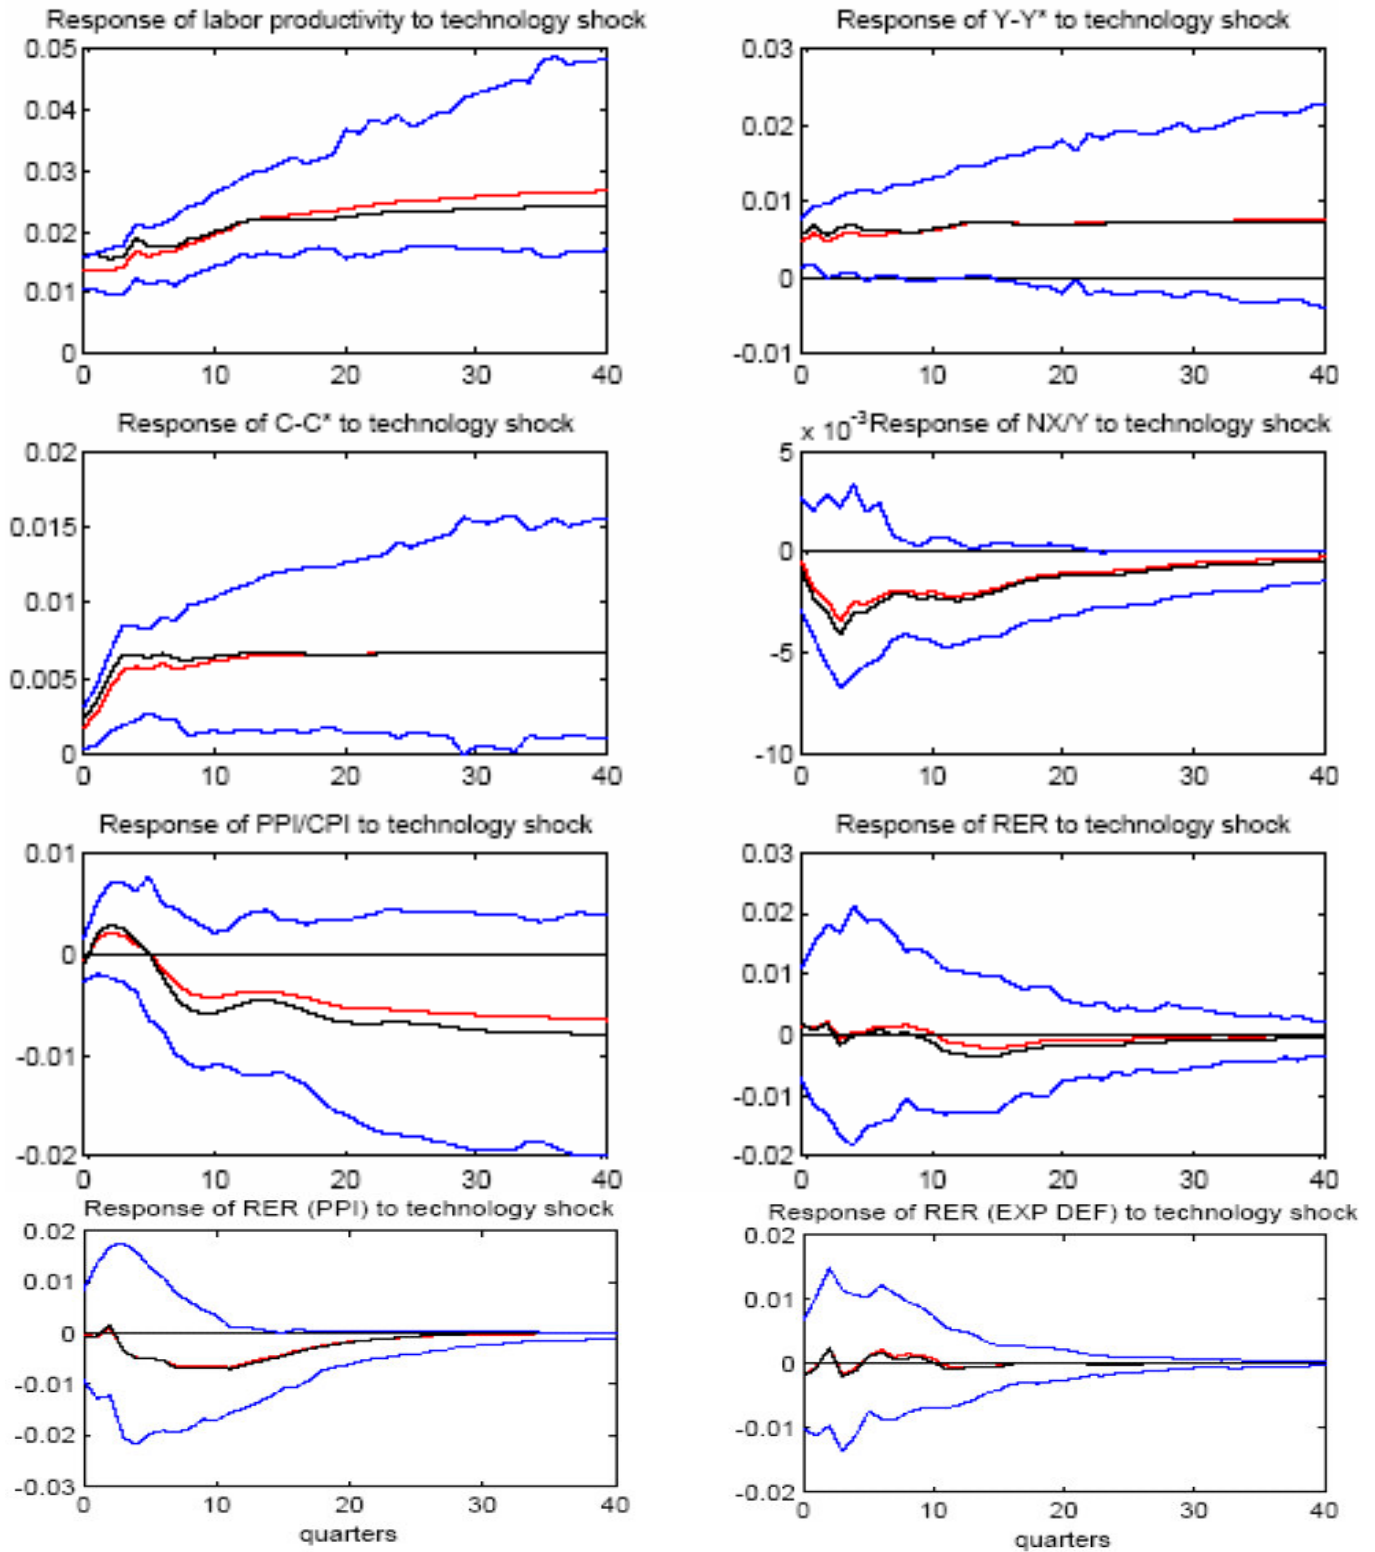 Response of labor productivity to technology shock
0.05
0.04
0.03
0.02
0.01
0
0 10 20 30 40
Response of Y-Y* to technology shock
0.03
0.02
0.01
0
-0.01
0 10 20 30 40
Response of C-C* to technology shock
0.02
0.015
0.01
0.005
0
0 10 20 30 40
x 10⁻³ Response of NX/Y to technology shock
5
0
-5
-10
0 10 20 30 40
Response of PPI/CPI to technology shock
0.01
0
-0.01
-0.02
0 10 20 30 40
Response of RER to technology shock
0.03
0.02
0.01
0
-0.01
-0.02
0 10 20 30 40
Response of RER (PPI) to technology shock
0.02
0.01
0
-0.01
-0.02
-0.03
0 10 20 30 40
quarters
Response of RER (EXP DEF) to technology shock
0.02
0.01
0
-0.01
-0.02
0 10 20 30 40
quarters